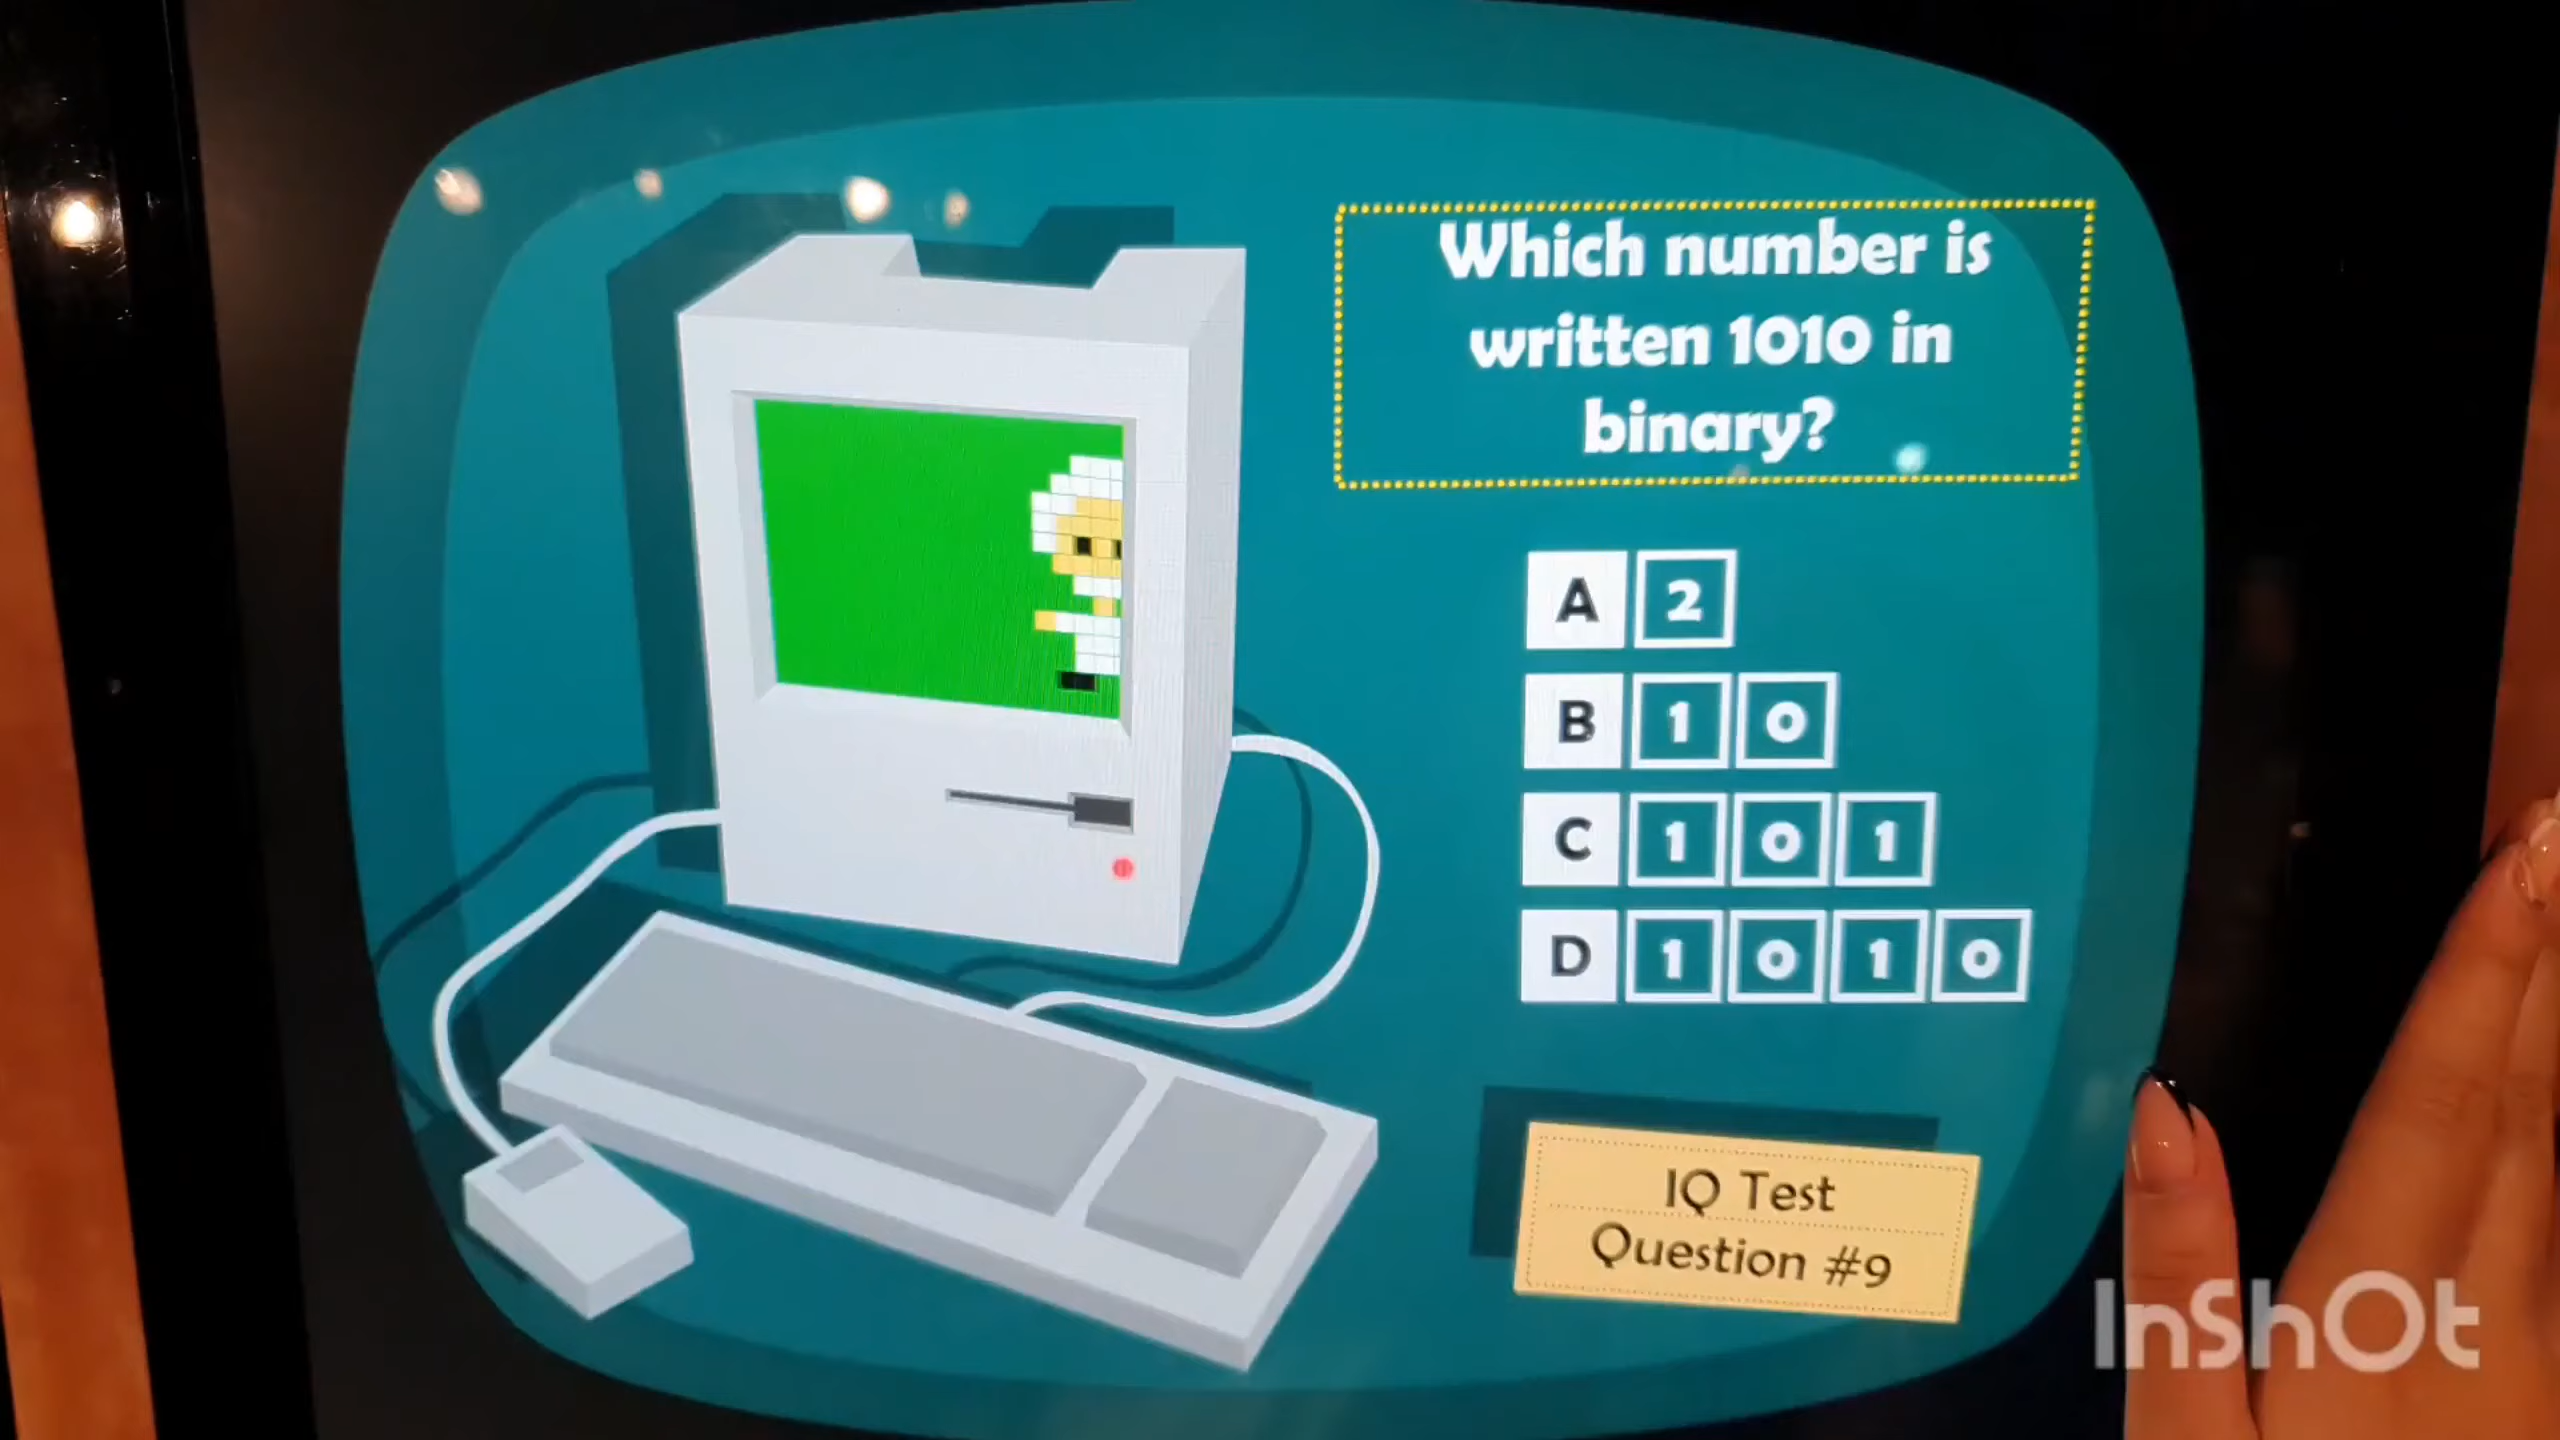 Which number is
written 1010 in
binary?
A 2
B 1 0
C 1 0 1
D 1 0 1 0
IQ Test
Question #9
InShOt